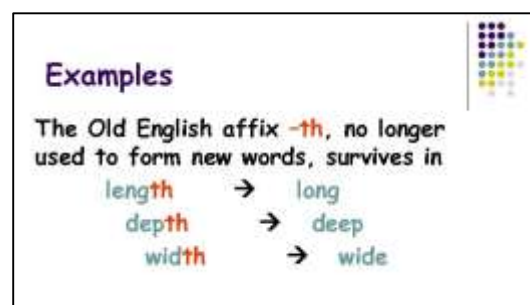 Examples
The Old English affix –th, no longer
used to form new words, survives in
length → long
depth → deep
width → wide